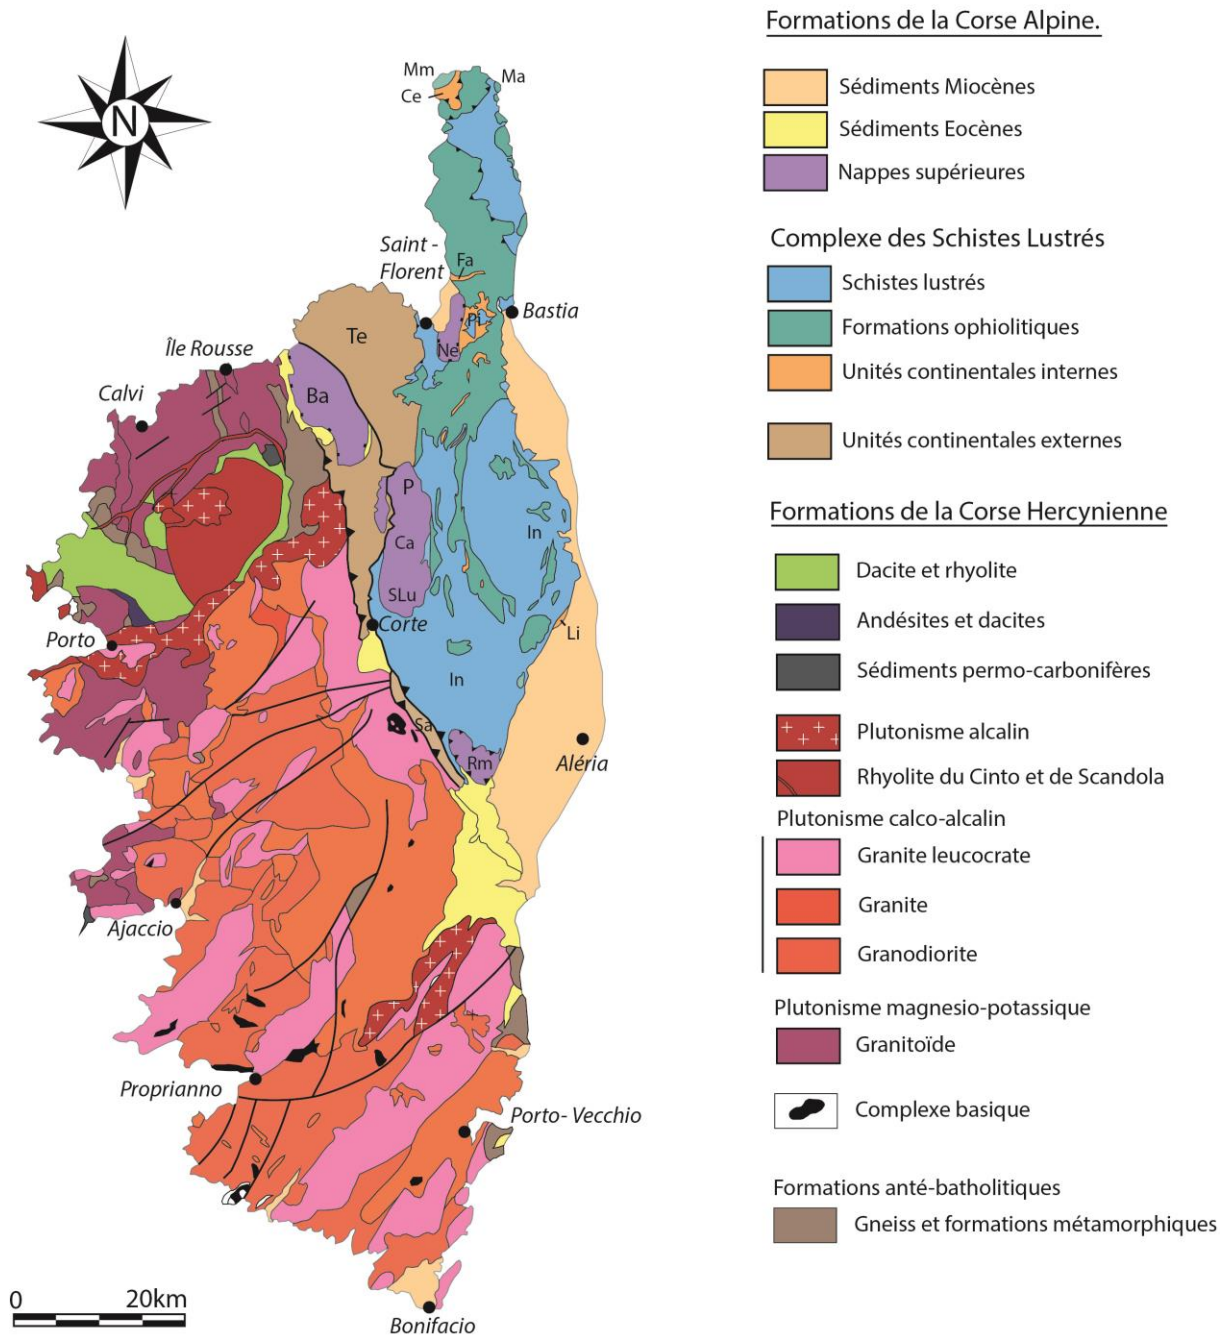 N
Mm
Ma
Ce
Saint -
Florent
Fa
Bastia
Pi
Te
Ne
Île Rousse
Ba
Calvi
P
In
Ca
SLu
Corte
Li
Porto
In
Sa
Rm
Aléria
Ajaccio
Proprianno
Porto- Vecchio
0 20km
Bonifacio
Formations de la Corse Alpine.
Sédiments Miocènes
Sédiments Eocènes
Nappes supérieures
Complexe des Schistes Lustrés
Schistes lustrés
Formations ophiolitiques
Unités continentales internes
Unités continentales externes
Formations de la Corse Hercynienne
Dacite et rhyolite
Andésites et dacites
Sédiments permo-carbonifères
Plutonisme alcalin
Rhyolite du Cinto et de Scandola
Plutonisme calco-alcalin
Granite leucocrate
Granite
Granodiorite
Plutonisme magnesio-potassique
Granitoïde
Complexe basique
Formations anté-batholitiques
Gneiss et formations métamorphiques